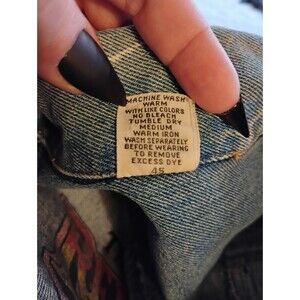 MACHINE WASH
WARM
WITH LIKE COLORS
NO BLEACH
TUMBLE DRY
MEDIUM
WARM IRON
WASH SEPARATELY
BEFORE WEARING
TO REMOVE
EXCESS DYE
45